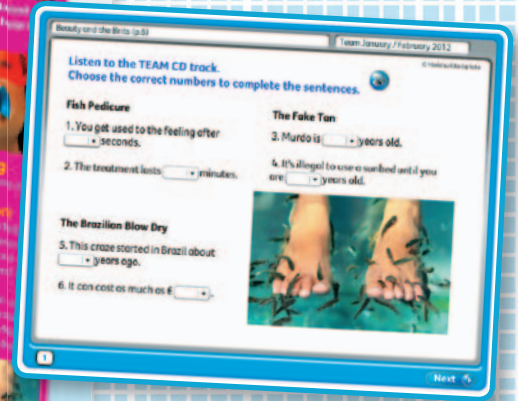 Beauty and the Brits (p.8)
Team January / February 2012
Listen to the TEAM CD track.
Choose the correct numbers to complete the sentences.
Fish Pedicure
1. You get used to the feeling after
seconds.
2. The treatment lasts minutes.
The Fake Tan
3. Murdo is years old.
4. It's illegal to use a sunbed until you
are years old.
The Brazilian Blow Dry
5. This craze started in Brazil about
years ago.
6. It can cost as much as £ .
1
Next